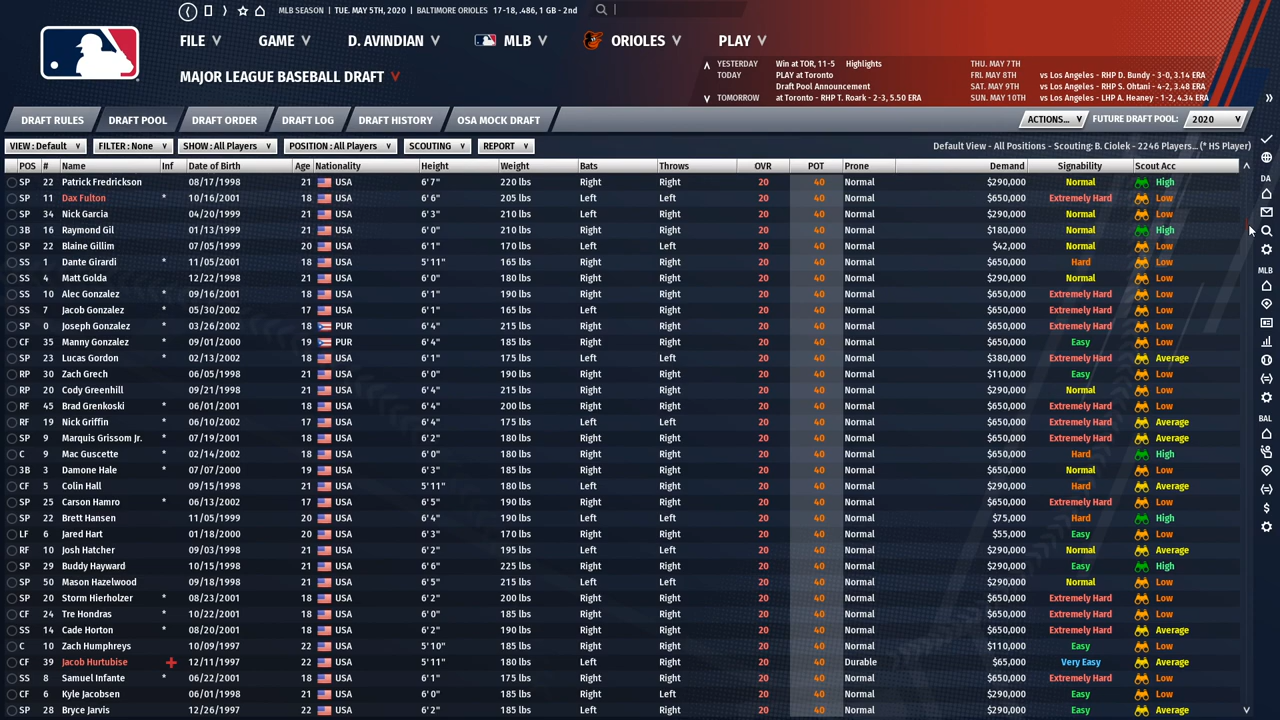 MLB SEASON | TUE. MAY 5TH, 2020 | BALTIMORE ORIOLES 17-18, .486, 1 GB - 2nd
FILE GAME D. AVINDIAN MLB ORIOLES PLAY
MAJOR LEAGUE BASEBALL DRAFT
YESTERDAY Win at TOR, 11-5 Highlights THU. MAY 7TH
TODAY PLAY at Toronto FRI. MAY 8TH vs Los Angeles - RHP D. Bundy - 3-0, 3.14 ERA
Draft Pool Announcement SAT. MAY 9TH vs Los Angeles - RHP S. Ohtani - 4-2, 3.48 ERA
TOMORROW at Toronto - RHP T. Roark - 2-3, 5.50 ERA SUN. MAY 10TH vs Los Angeles - LHP A. Heaney - 1-2, 4.34 ERA
DRAFT RULES DRAFT POOL DRAFT ORDER DRAFT LOG DRAFT HISTORY OSA MOCK DRAFT ACTIONS... FUTURE DRAFT POOL: 2020
VIEW : Default FILTER : None SHOW : All Players POSITION : All Players SCOUTING REPORT Default View - All Positions - Scouting: B. Ciolek - 2246 Players... (* HS Player)
POS # Name Inf Date of Birth Age Nationality Height Weight Bats Throws OVR POT Prone Demand Signability Scout Acc
SP 22 Patrick Fredrickson 08/17/1998 21 USA 6'7" 220 lbs Right Right 20 40 Normal $290,000 Normal High
SP 11 Dax Fulton * 10/16/2001 18 USA 6'6" 205 lbs Left Left 20 40 Normal $650,000 Extremely Hard Low
SP 34 Nick Garcia 04/20/1999 21 USA 6'3" 210 lbs Left Right 20 40 Normal $290,000 Normal Low
3B 16 Raymond Gil 01/13/1999 21 USA 6'0" 210 lbs Right Right 20 40 Normal $180,000 Normal High
SP 22 Blaine Gillim 07/05/1999 20 USA 6'1" 170 lbs Left Left 20 40 Normal $42,000 Normal Low
SS 1 Dante Girardi * 11/05/2001 18 USA 5'11" 165 lbs Right Right 20 40 Normal $650,000 Hard Low
SS 4 Matt Golda 12/22/1998 21 USA 6'0" 180 lbs Right Right 20 40 Normal $290,000 Normal Low
SS 10 Alec Gonzalez * 09/16/2001 18 USA 6'1" 190 lbs Right Right 20 40 Normal $650,000 Extremely Hard Low
SS 7 Jacob Gonzalez * 05/30/2002 17 USA 6'1" 165 lbs Left Right 20 40 Normal $650,000 Extremely Hard Low
SP 0 Joseph Gonzalez * 03/26/2002 18 PUR 6'4" 215 lbs Right Right 20 40 Normal $650,000 Extremely Hard Low
CF 35 Manny Gonzalez * 09/01/2000 19 PUR 6'4" 185 lbs Right Right 20 40 Normal $650,000 Easy Low
SP 23 Lucas Gordon * 02/13/2002 18 USA 6'1" 175 lbs Left Left 20 40 Normal $380,000 Extremely Hard Average
RP 30 Zach Grech 06/05/1998 21 USA 6'0" 175 lbs Right Right 20 40 Normal $110,000 Easy Low
RP 20 Cody Greenhill 09/21/1998 21 USA 6'4" 215 lbs Right Right 20 40 Normal $290,000 Normal Low
RF 45 Brad Grenkoski * 06/01/2001 18 USA 6'4" 200 lbs Right Right 20 40 Normal $650,000 Extremely Hard Low
RF 19 Nick Griffin * 06/10/2002 17 USA 6'4" 175 lbs Left Right 20 40 Normal $650,000 Extremely Hard Average
SP 9 Marquis Grissom Jr. * 07/19/2001 18 USA 6'2" 180 lbs Right Right 20 40 Normal $650,000 Extremely Hard Average
C 9 Mac Guscette * 02/14/2002 18 USA 6'0" 180 lbs Right Right 20 40 Normal $650,000 Hard High
3B 3 Damone Hale * 07/07/2000 19 USA 6'3" 185 lbs Right Right 20 40 Normal $650,000 Normal Low
CF 5 Colin Hall 09/15/1998 21 USA 5'11" 180 lbs Left Right 20 40 Normal $290,000 Hard Average
SP 25 Carson Hamro * 06/13/2002 17 USA 6'5" 190 lbs Right Right 20 40 Normal $650,000 Extremely Hard Low
SP 22 Brett Hansen 11/05/1999 20 USA 6'4" 190 lbs Left Left 20 40 Normal $75,000 Hard High
LF 6 Jared Hart 01/18/2000 20 USA 6'3" 170 lbs Left Right 20 40 Normal $55,000 Easy Low
RF 10 Josh Hatcher 09/03/1998 21 USA 6'2" 195 lbs Left Left 20 40 Normal $290,000 Normal Average
SP 29 Buddy Hayward 10/15/1998 21 USA 6'2" 185 lbs Right Right 20 40 Normal $290,000 Easy High
SP 50 Mason Hazelwood 09/18/1998 21 USA 6'5" 215 lbs Left Left 20 40 Normal $290,000 Normal Low
SP 20 Storm Hierholzer * 08/23/2001 18 USA 6'2" 200 lbs Right Right 20 40 Normal $650,000 Extremely Hard Low
CF 24 Tre Hondras * 10/22/2001 18 USA 6'0" 185 lbs Right Right 20 40 Normal $650,000 Extremely Hard Low
SS 14 Cade Horton * 08/20/2001 18 USA 6'2" 190 lbs Right Right 20 40 Normal $650,000 Extremely Hard Average
C 10 Zach Humphreys 10/09/1997 22 USA 5'10" 185 lbs Right Right 20 40 Normal $110,000 Easy Low
CF 39 Jacob Hurtubise 12/11/1997 22 USA 5'11" 180 lbs Left Right 20 40 Durable $65,000 Very Easy Average
SS 8 Samuel Infante * 06/22/2001 18 USA 6'1" 185 lbs Right Right 20 40 Normal $650,000 Extremely Hard Low
CF 6 Kyle Jacobsen 06/01/1998 21 USA 6'0" 185 lbs Right Left 20 40 Normal $290,000 Easy Low
SP 28 Bryce Jarvis 12/26/1997 22 USA 6'2" 185 lbs Left Right 20 40 Normal $290,000 Easy Average
DA
MLB
BAL